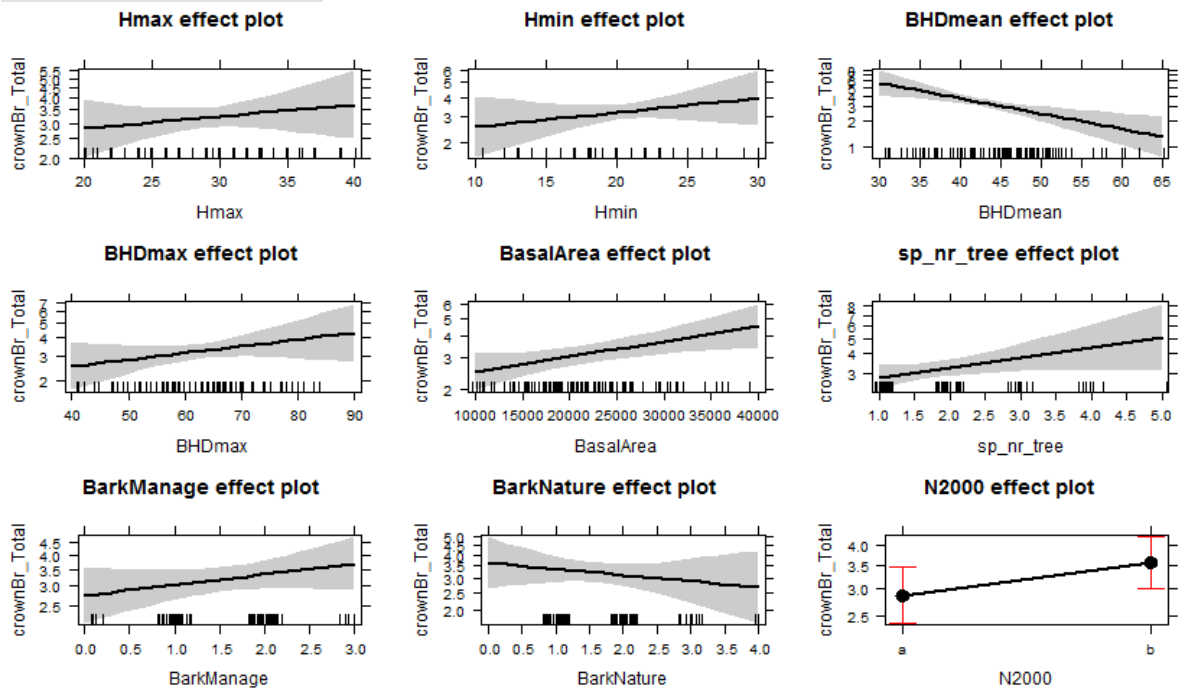 Hmax effect plot
crownBr_Total
5.5
5.0
4.5
4.0
3.5
3.0
2.5
2.0
20 25 30 35 40
Hmax
Hmin effect plot
crownBr_Total
6
5
4
3
2
10 15 20 25 30
Hmin
BHDmean effect plot
crownBr_Total
2
1
30 35 40 45 50 55 60 65
BHDmean
BHDmax effect plot
crownBr_Total
7
6
5
4
3
2
40 50 60 70 80 90
BHDmax
BasalArea effect plot
crownBr_Total
6
5
4
3
2
10000 15000 20000 25000 30000 35000 40000
BasalArea
sp_nr_tree effect plot
crownBr_Total
8
7
6
5
4
3
1.0 1.5 2.0 2.5 3.0 3.5 4.0 4.5 5.0
sp_nr_tree
BarkManage effect plot
crownBr_Total
4.5
4.0
3.5
3.0
2.5
0.0 0.5 1.0 1.5 2.0 2.5 3.0
BarkManage
BarkNature effect plot
crownBr_Total
5.0
4.5
4.0
3.5
3.0
2.5
2.0
0.0 0.5 1.0 1.5 2.0 2.5 3.0 3.5 4.0
BarkNature
N2000 effect plot
crownBr_Total
4.0
3.5
3.0
2.5
a b
N2000